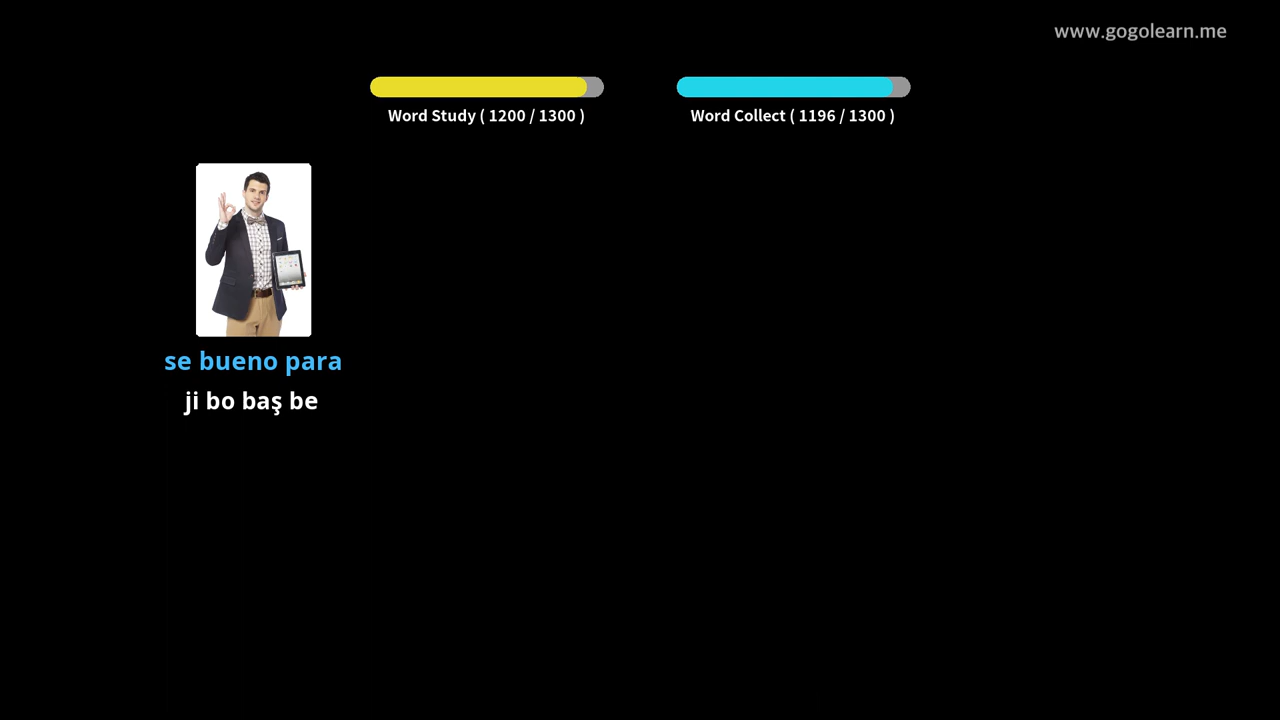 www.gogolearn.me
Word Study ( 1200 / 1300 )
Word Collect ( 1196 / 1300 )
se bueno para
ji bo baş be